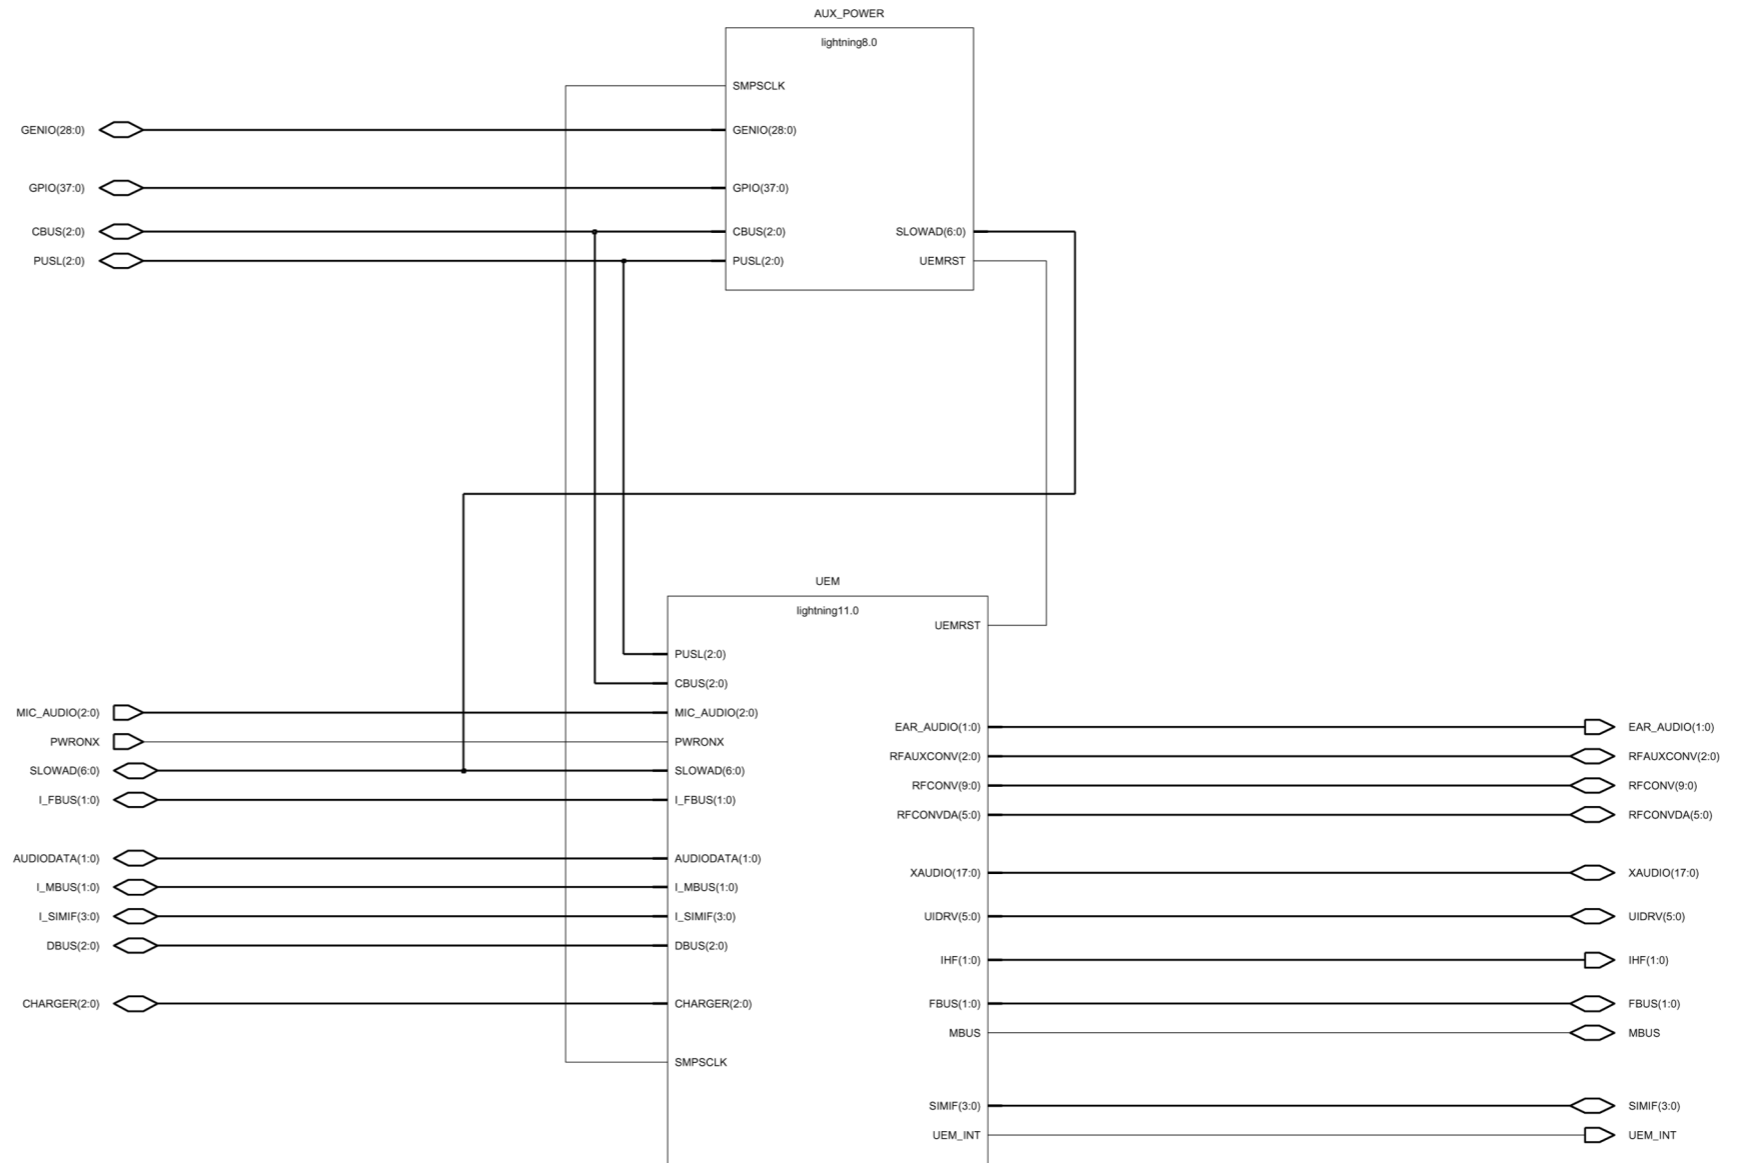 AUX_POWER
lightning8.0
SMPSCLK
GENIO(28:0) GENIO(28:0)
GPIO(37:0) GPIO(37:0)
CBUS(2:0) CBUS(2:0) SLOWAD(6:0)
PUSL(2:0) PUSL(2:0) UEMRST
UEM
lightning11.0
UEMRST
PUSL(2:0)
CBUS(2:0)
MIC_AUDIO(2:0) MIC_AUDIO(2:0)
EAR_AUDIO(1:0) EAR_AUDIO(1:0)
PWRONX PWRONX
RFAUXCONV(2:0) RFAUXCONV(2:0)
SLOWAD(6:0) SLOWAD(6:0)
RFCONV(9:0) RFCONV(9:0)
I_FBUS(1:0) I_FBUS(1:0)
RFCONVDA(5:0) RFCONVDA(5:0)
AUDIODATA(1:0) AUDIODATA(1:0)
XAUDIO(17:0) XAUDIO(17:0)
I_MBUS(1:0) I_MBUS(1:0)
I_SIMIF(3:0) I_SIMIF(3:0) UIDRV(5:0) UIDRV(5:0)
DBUS(2:0) DBUS(2:0)
IHF(1:0) IHF(1:0)
CHARGER(2:0) CHARGER(2:0) FBUS(1:0) FBUS(1:0)
MBUS MBUS
SMPSCLK
SIMIF(3:0) SIMIF(3:0)
UEM_INT UEM_INT